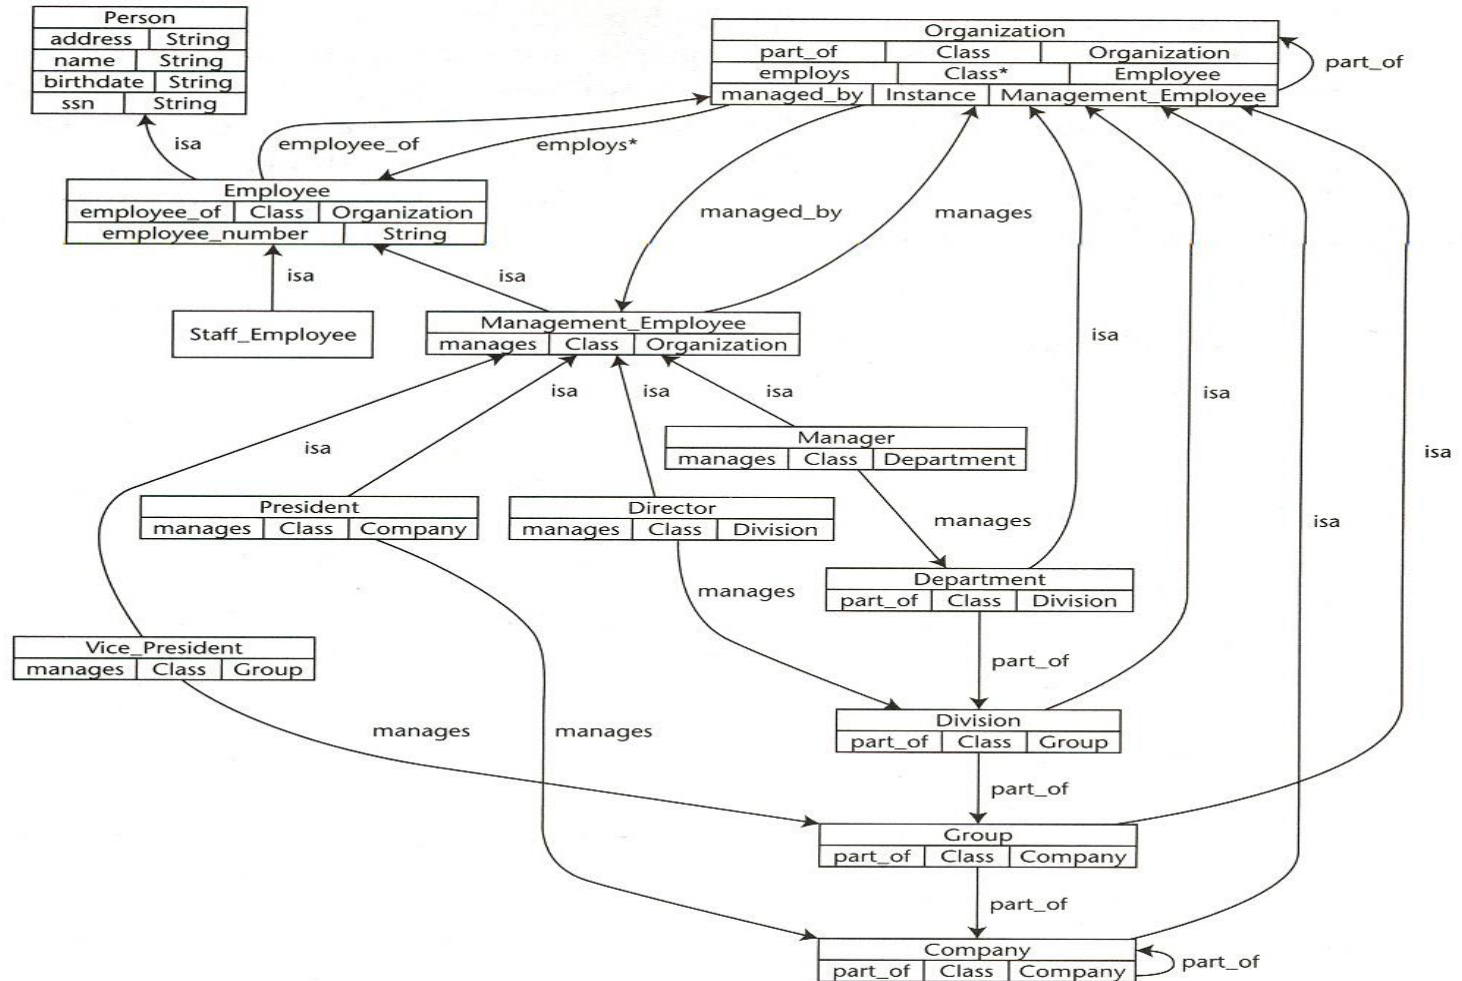 Person
address String
name String
birthdate String
ssn String
Organization
part_of Class Organization
employs Class* Employee
managed_by Instance Management_Employee
part_of
isa
employee_of
employs*
Employee
employee_of Class Organization
employee_number String
managed_by
manages
isa
isa
Staff_Employee
Management_Employee
manages Class Organization
isa
isa
isa
isa
isa
isa
isa
isa
Manager
manages Class Department
President
manages Class Company
Director
manages Class Division
manages
isa
Department
part_of Class Division
manages
Vice_President
manages Class Group
part_of
Division
part_of Class Group
manages
manages
part_of
Group
part_of Class Company
part_of
Company
part_of Class Company
part_of